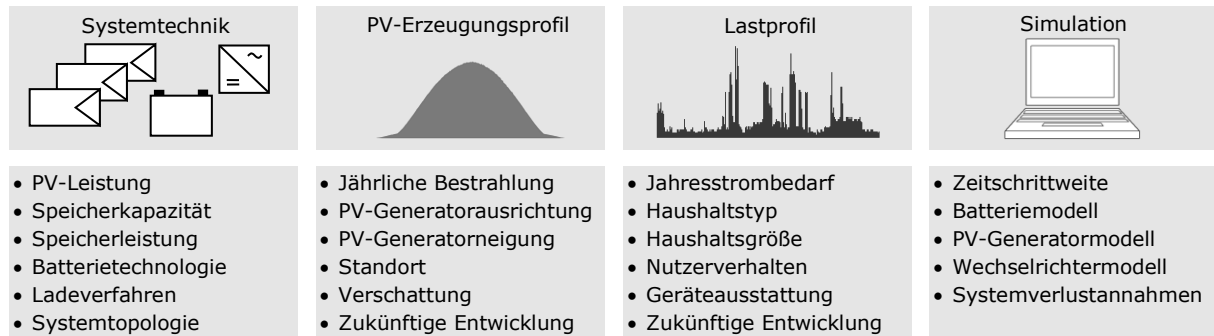 Systemtechnik
PV-Erzeugungsprofil
Lastprofil
Simulation
~
=
• PV-Leistung
• Speicherkapazität
• Speicherleistung
• Batterietechnologie
• Ladeverfahren
• Systemtopologie
• Jährliche Bestrahlung
• PV-Generatorausrichtung
• PV-Generatorneigung
• Standort
• Verschattung
• Zukünftige Entwicklung
• Jahresstrombedarf
• Haushaltstyp
• Haushaltsgröße
• Nutzerverhalten
• Geräteausstattung
• Zukünftige Entwicklung
• Zeitschrittweite
• Batteriemodell
• PV-Generatormodell
• Wechselrichtermodell
• Systemverlustannahmen